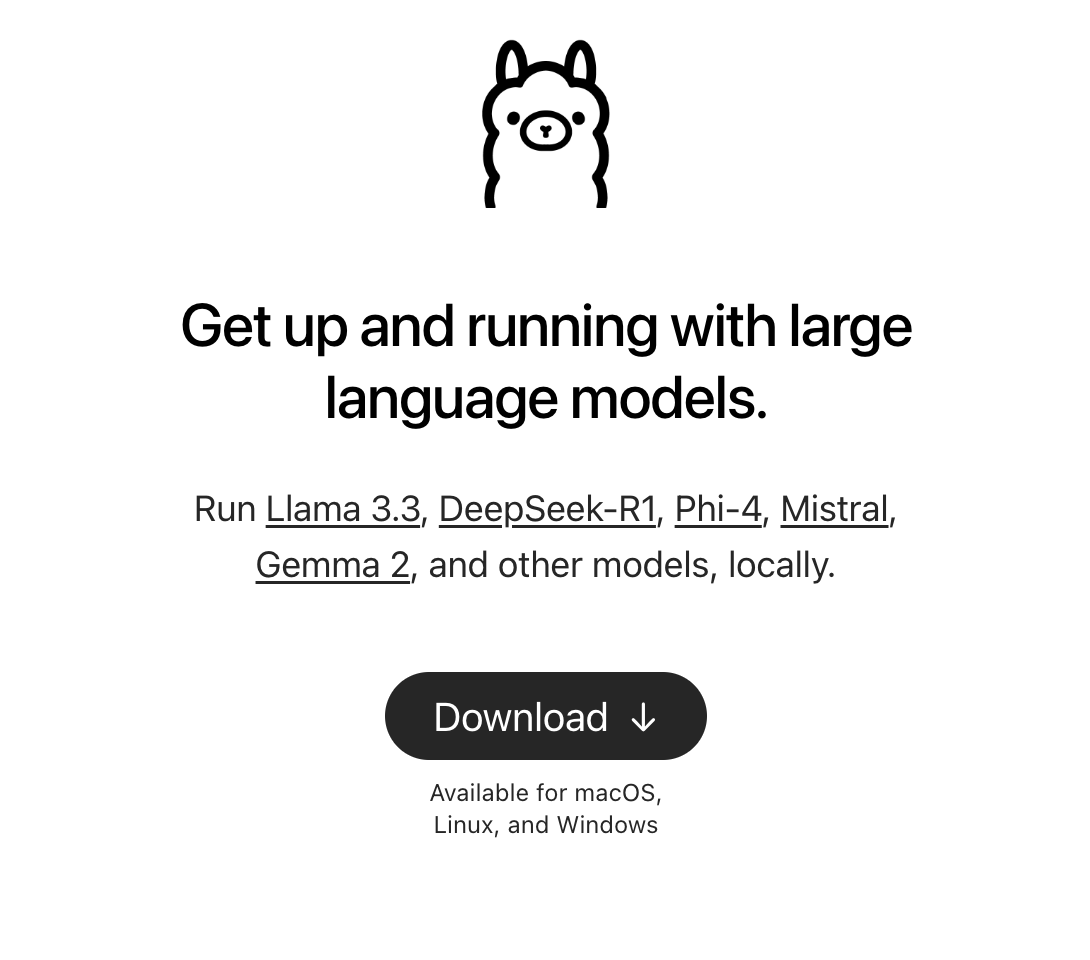 Get up and running with large
language models.
Run Llama 3.3, DeepSeek-R1, Phi-4, Mistral,
Gemma 2, and other models, locally.
Download ↓
Available for macOS,
Linux, and Windows